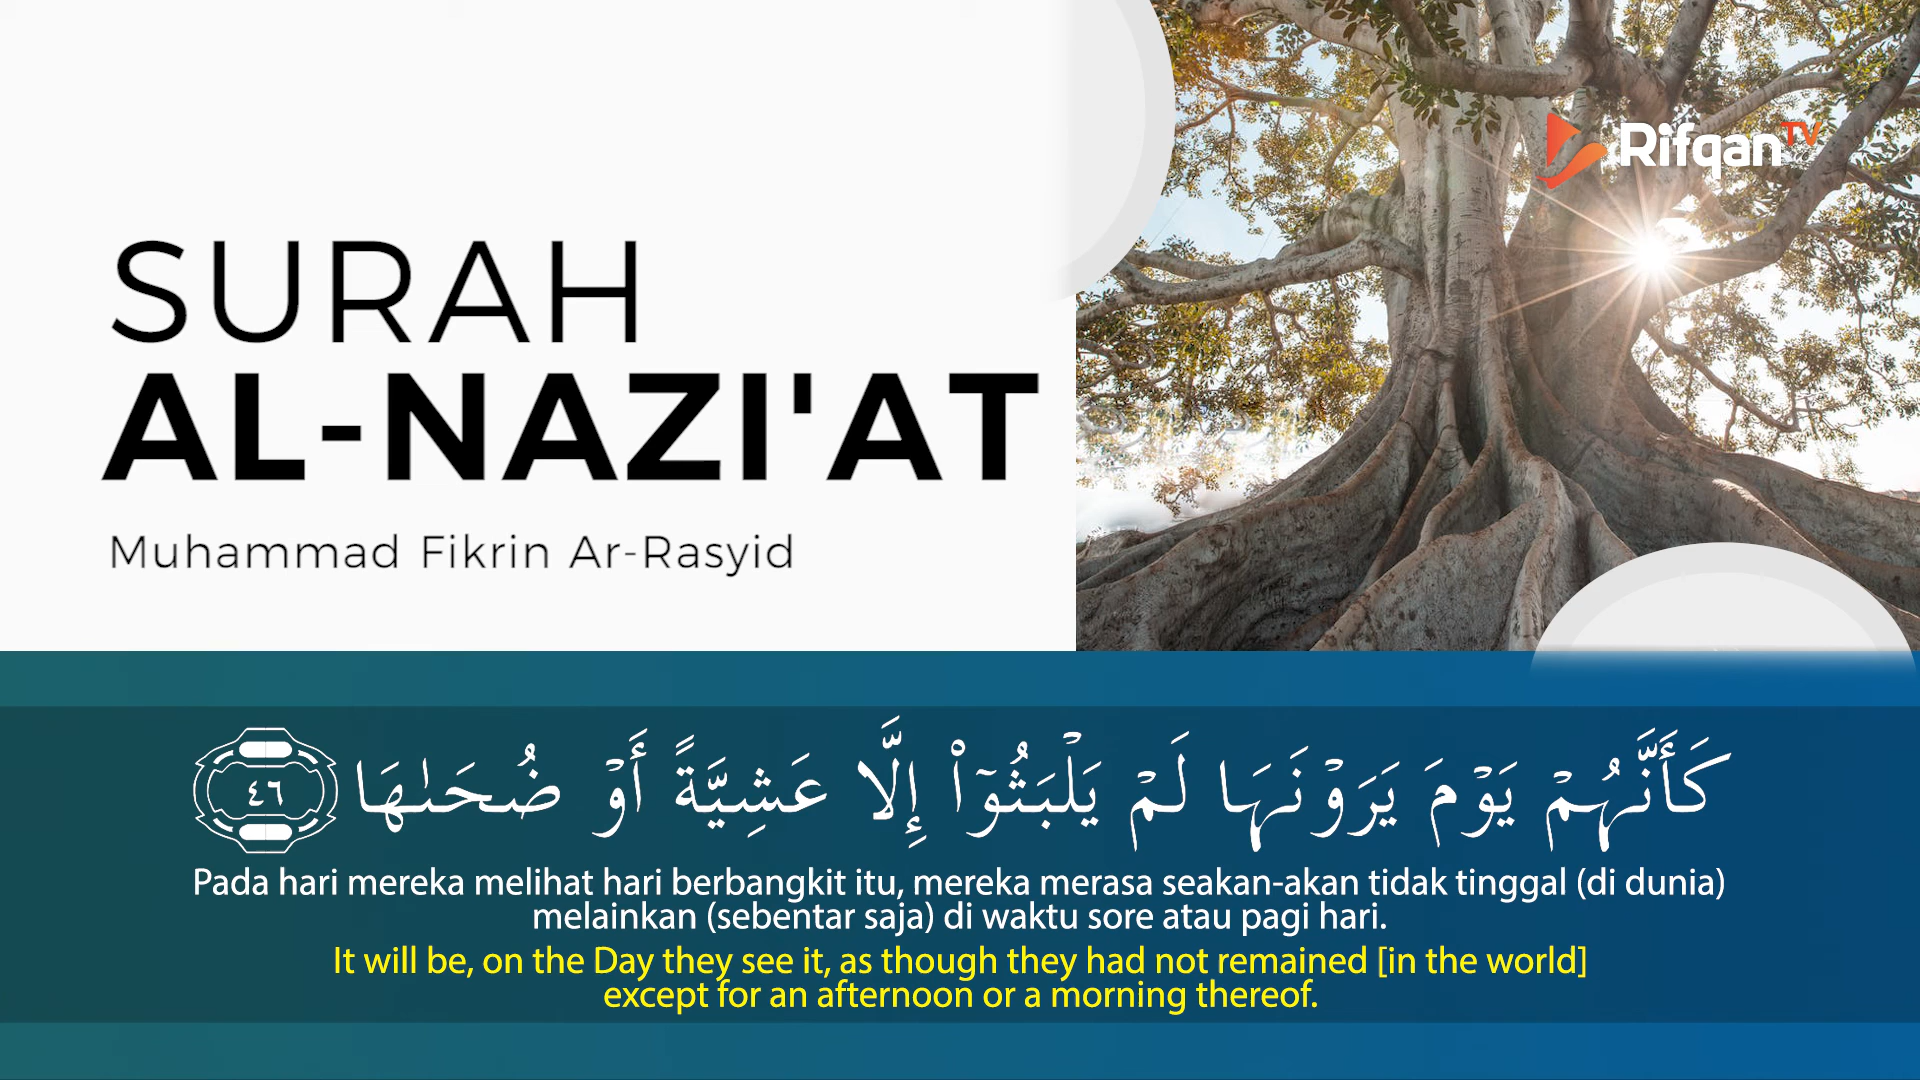 SURAH
AL-NAZI'AT
Muhammad Fikrin Ar-Rasyid
Rifqan TV
كَأَنَّهُمْ يَوْمَ يَرَوْنَهَا لَمْ يَلْبَثُوٓا۟ إِلَّا عَشِيَّةً أَوْ ضُحَىٰهَا ٤٦
Pada hari mereka melihat hari berbangkit itu, mereka merasa seakan-akan tidak tinggal (di dunia)
melainkan (sebentar saja) di waktu sore atau pagi hari.
It will be, on the Day they see it, as though they had not remained [in the world]
except for an afternoon or a morning thereof.